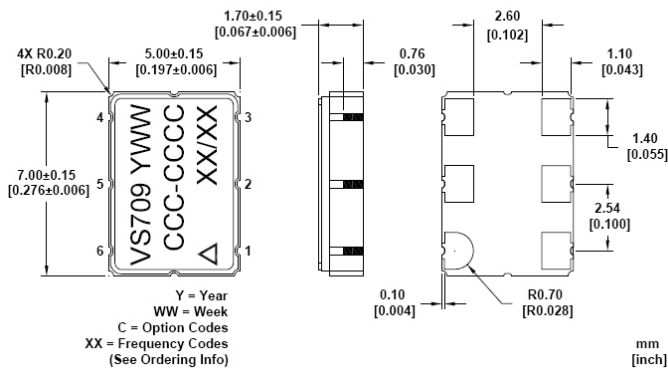 1.70±0.15
[0.067±0.006]
2.60
[0.102]
4X R0.20
[R0.008]
5.00±0.15
[0.197±0.006]
0.76
[0.030]
1.10
[0.043]
4
3
1.40
[0.055]
7.00±0.15
[0.276±0.006]
5
2
2.54
[0.100]
6
1
VS709 YWW
CCC-CCCC
XX/XX
0.10
[0.004]
R0.70
[R0.028]
Y = Year
WW = Week
C = Option Codes
XX = Frequency Codes
(See Ordering Info)
mm
[inch]